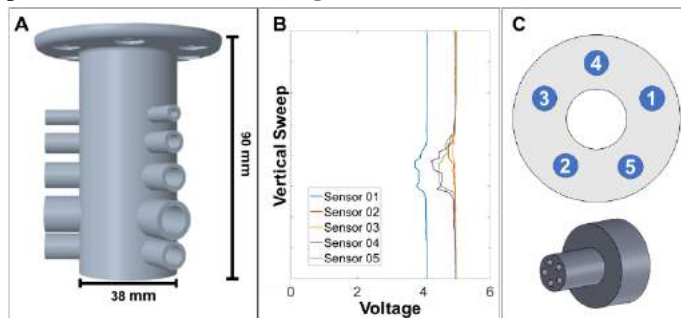 A
90 mm
38 mm
B
Vertical Sweep
Sensor 01
Sensor 02
Sensor 03
Sensor 04
Sensor 05
0
2
4
6
Voltage
C
4
3
1
2
5